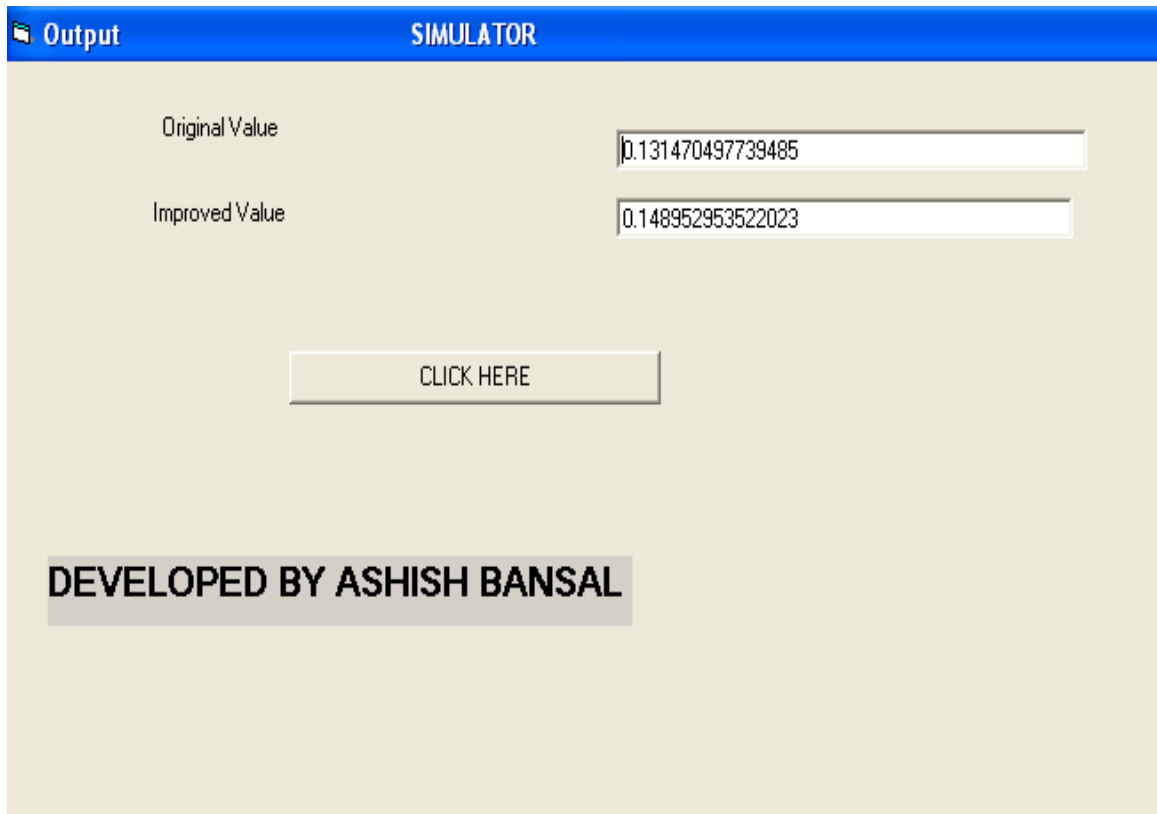 Output SIMULATOR
Original Value
0.131470497739485
Improved Value
0.148952953522023
CLICK HERE
DEVELOPED BY ASHISH BANSAL